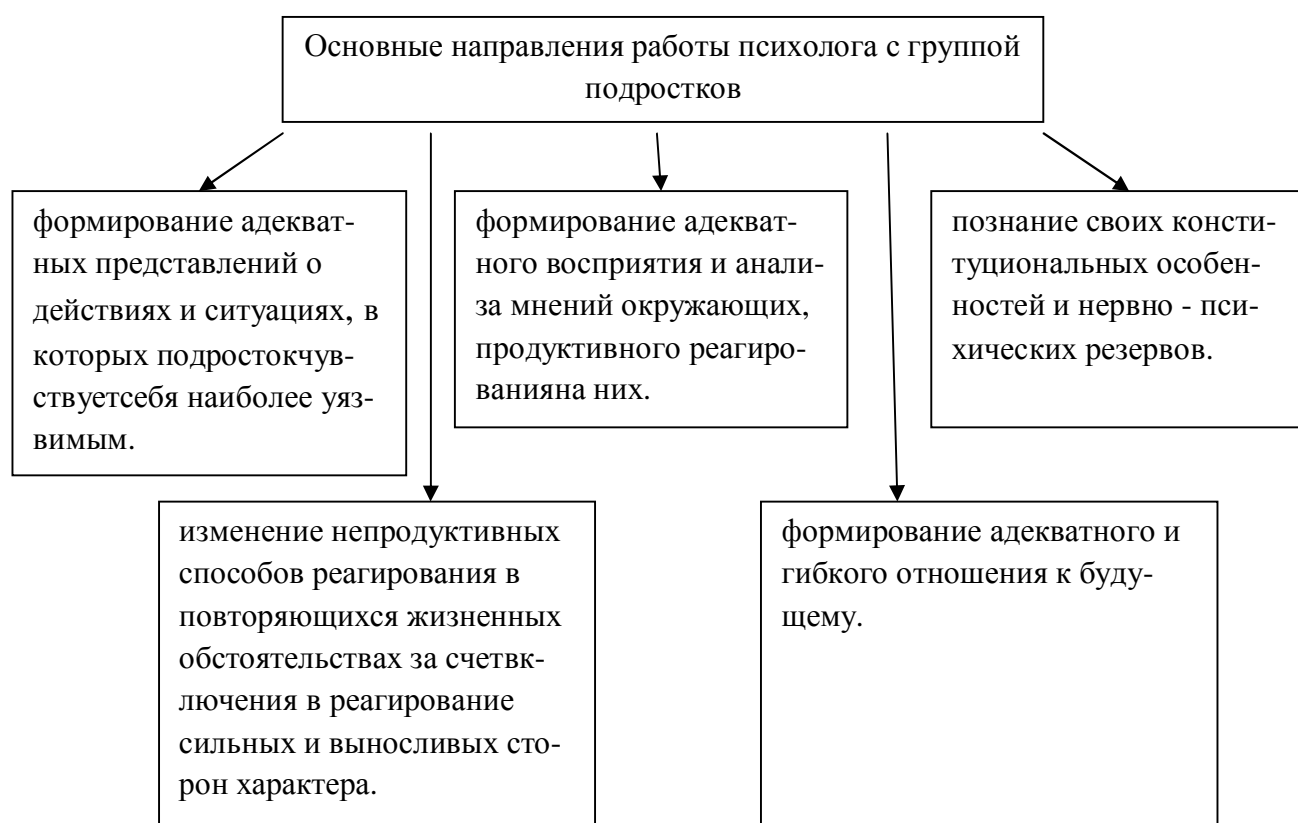 Основные направления работы психолога с группой
подростков
формирование адекват-
ных представлений о
действиях и ситуациях, в
которых подростокчув-
ствуетсебя наиболее уяз-
вимым.
формирование адекват-
ного восприятия и анали-
за мнений окружающих,
продуктивного реагиро-
ванияна них.
познание своих консти-
туциональных особен-
ностей и нервно - пси-
хических резервов.
изменение непродуктивных
способов реагирования в
повторяющихся жизненных
обстоятельствах за счетвк-
лючения в реагирование
сильных и выносливых сто-
рон характера.
формирование адекватного и
гибкого отношения к буду-
щему.